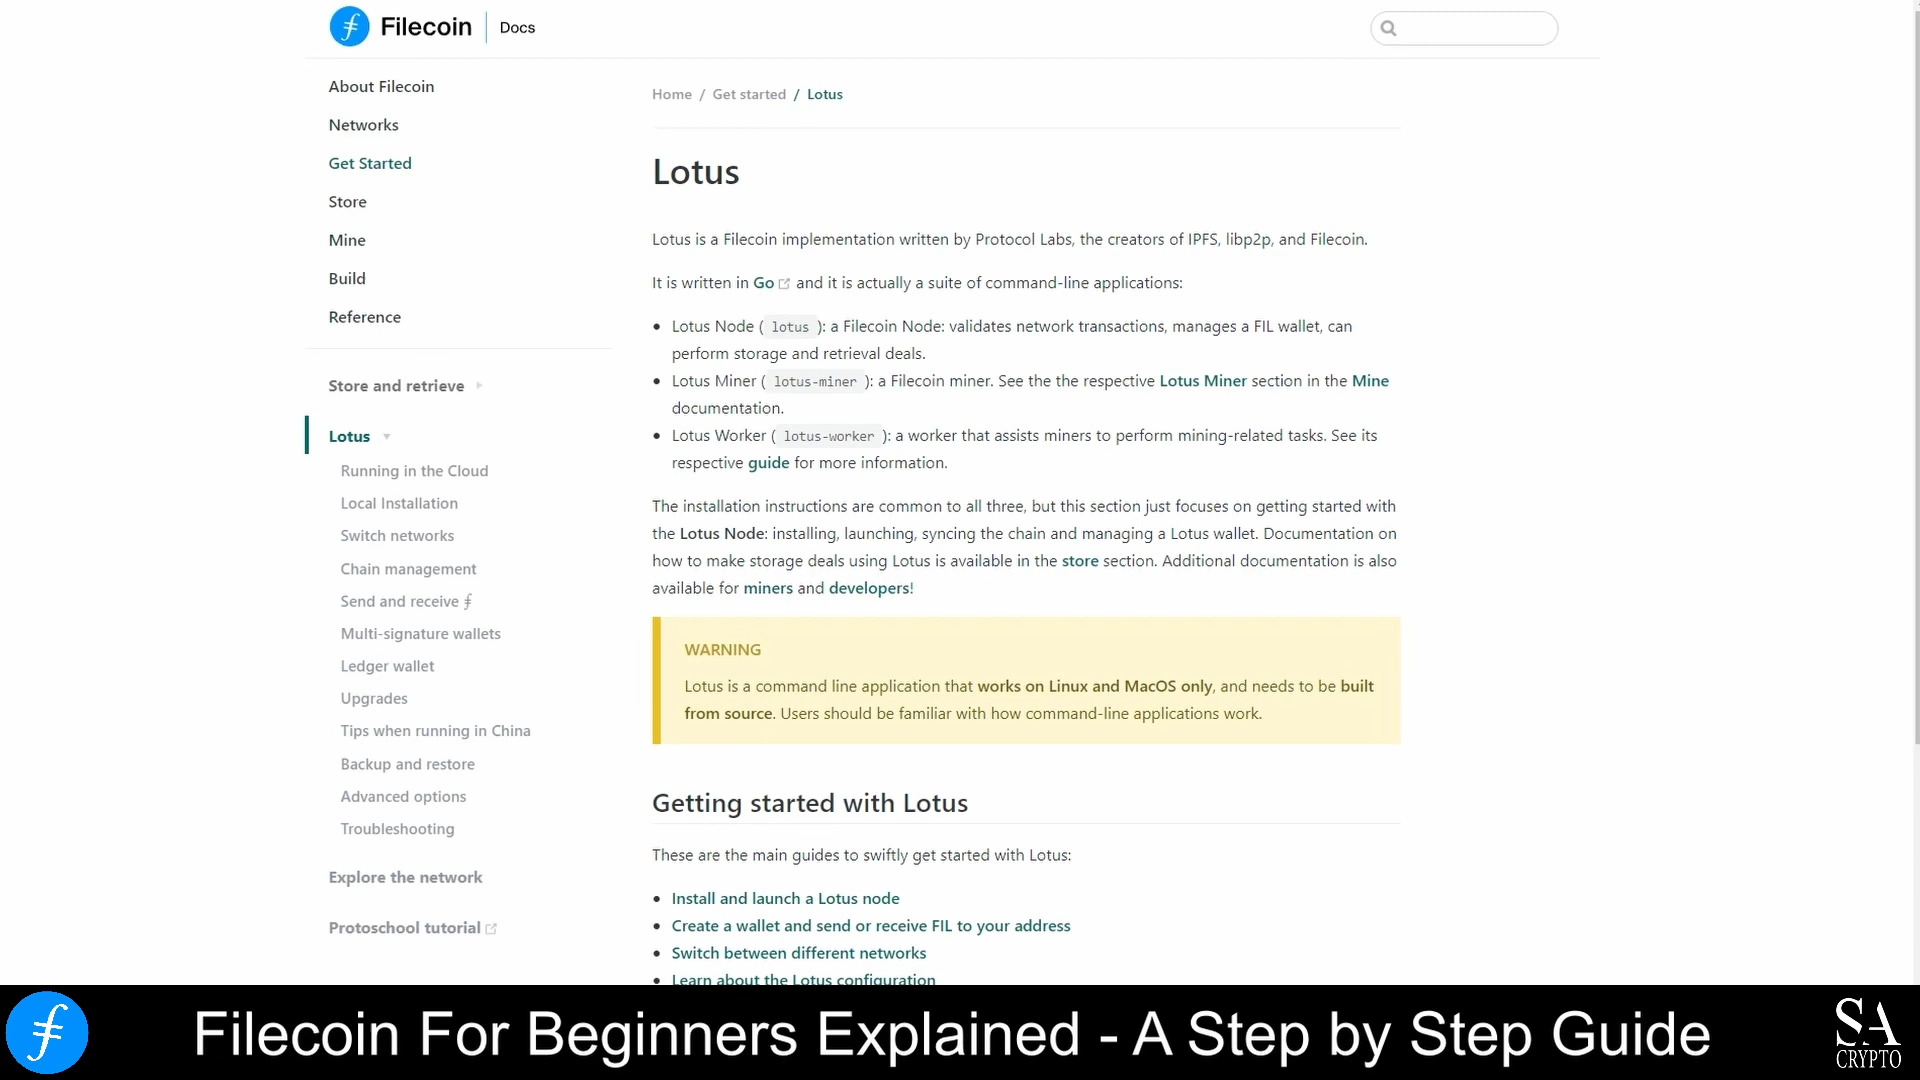 Filecoin
Docs
About Filecoin
Networks
Get Started
Store
Mine
Build
Reference
Store and retrieve
Lotus
Running in the Cloud
Local Installation
Switch networks
Chain management
Send and receive ⨎
Multi-signature wallets
Ledger wallet
Upgrades
Tips when running in China
Backup and restore
Advanced options
Troubleshooting
Explore the network
Protoschool tutorial
Home / Get started / Lotus
Lotus
Lotus is a Filecoin implementation written by Protocol Labs, the creators of IPFS, libp2p, and Filecoin.
It is written in Go and it is actually a suite of command-line applications:
• Lotus Node ( lotus ): a Filecoin Node: validates network transactions, manages a FIL wallet, can
perform storage and retrieval deals.
• Lotus Miner ( lotus-miner ): a Filecoin miner. See the the respective Lotus Miner section in the Mine
documentation.
• Lotus Worker ( lotus-worker ): a worker that assists miners to perform mining-related tasks. See its
respective guide for more information.
The installation instructions are common to all three, but this section just focuses on getting started with
the Lotus Node: installing, launching, syncing the chain and managing a Lotus wallet. Documentation on
how to make storage deals using Lotus is available in the store section. Additional documentation is also
available for miners and developers!
WARNING
Lotus is a command line application that works on Linux and MacOS only, and needs to be built
from source. Users should be familiar with how command-line applications work.
Getting started with Lotus
These are the main guides to swiftly get started with Lotus:
• Install and launch a Lotus node
• Create a wallet and send or receive FIL to your address
• Switch between different networks
• Learn about the Lotus configuration
Filecoin For Beginners Explained - A Step by Step Guide
SA
CRYPTO